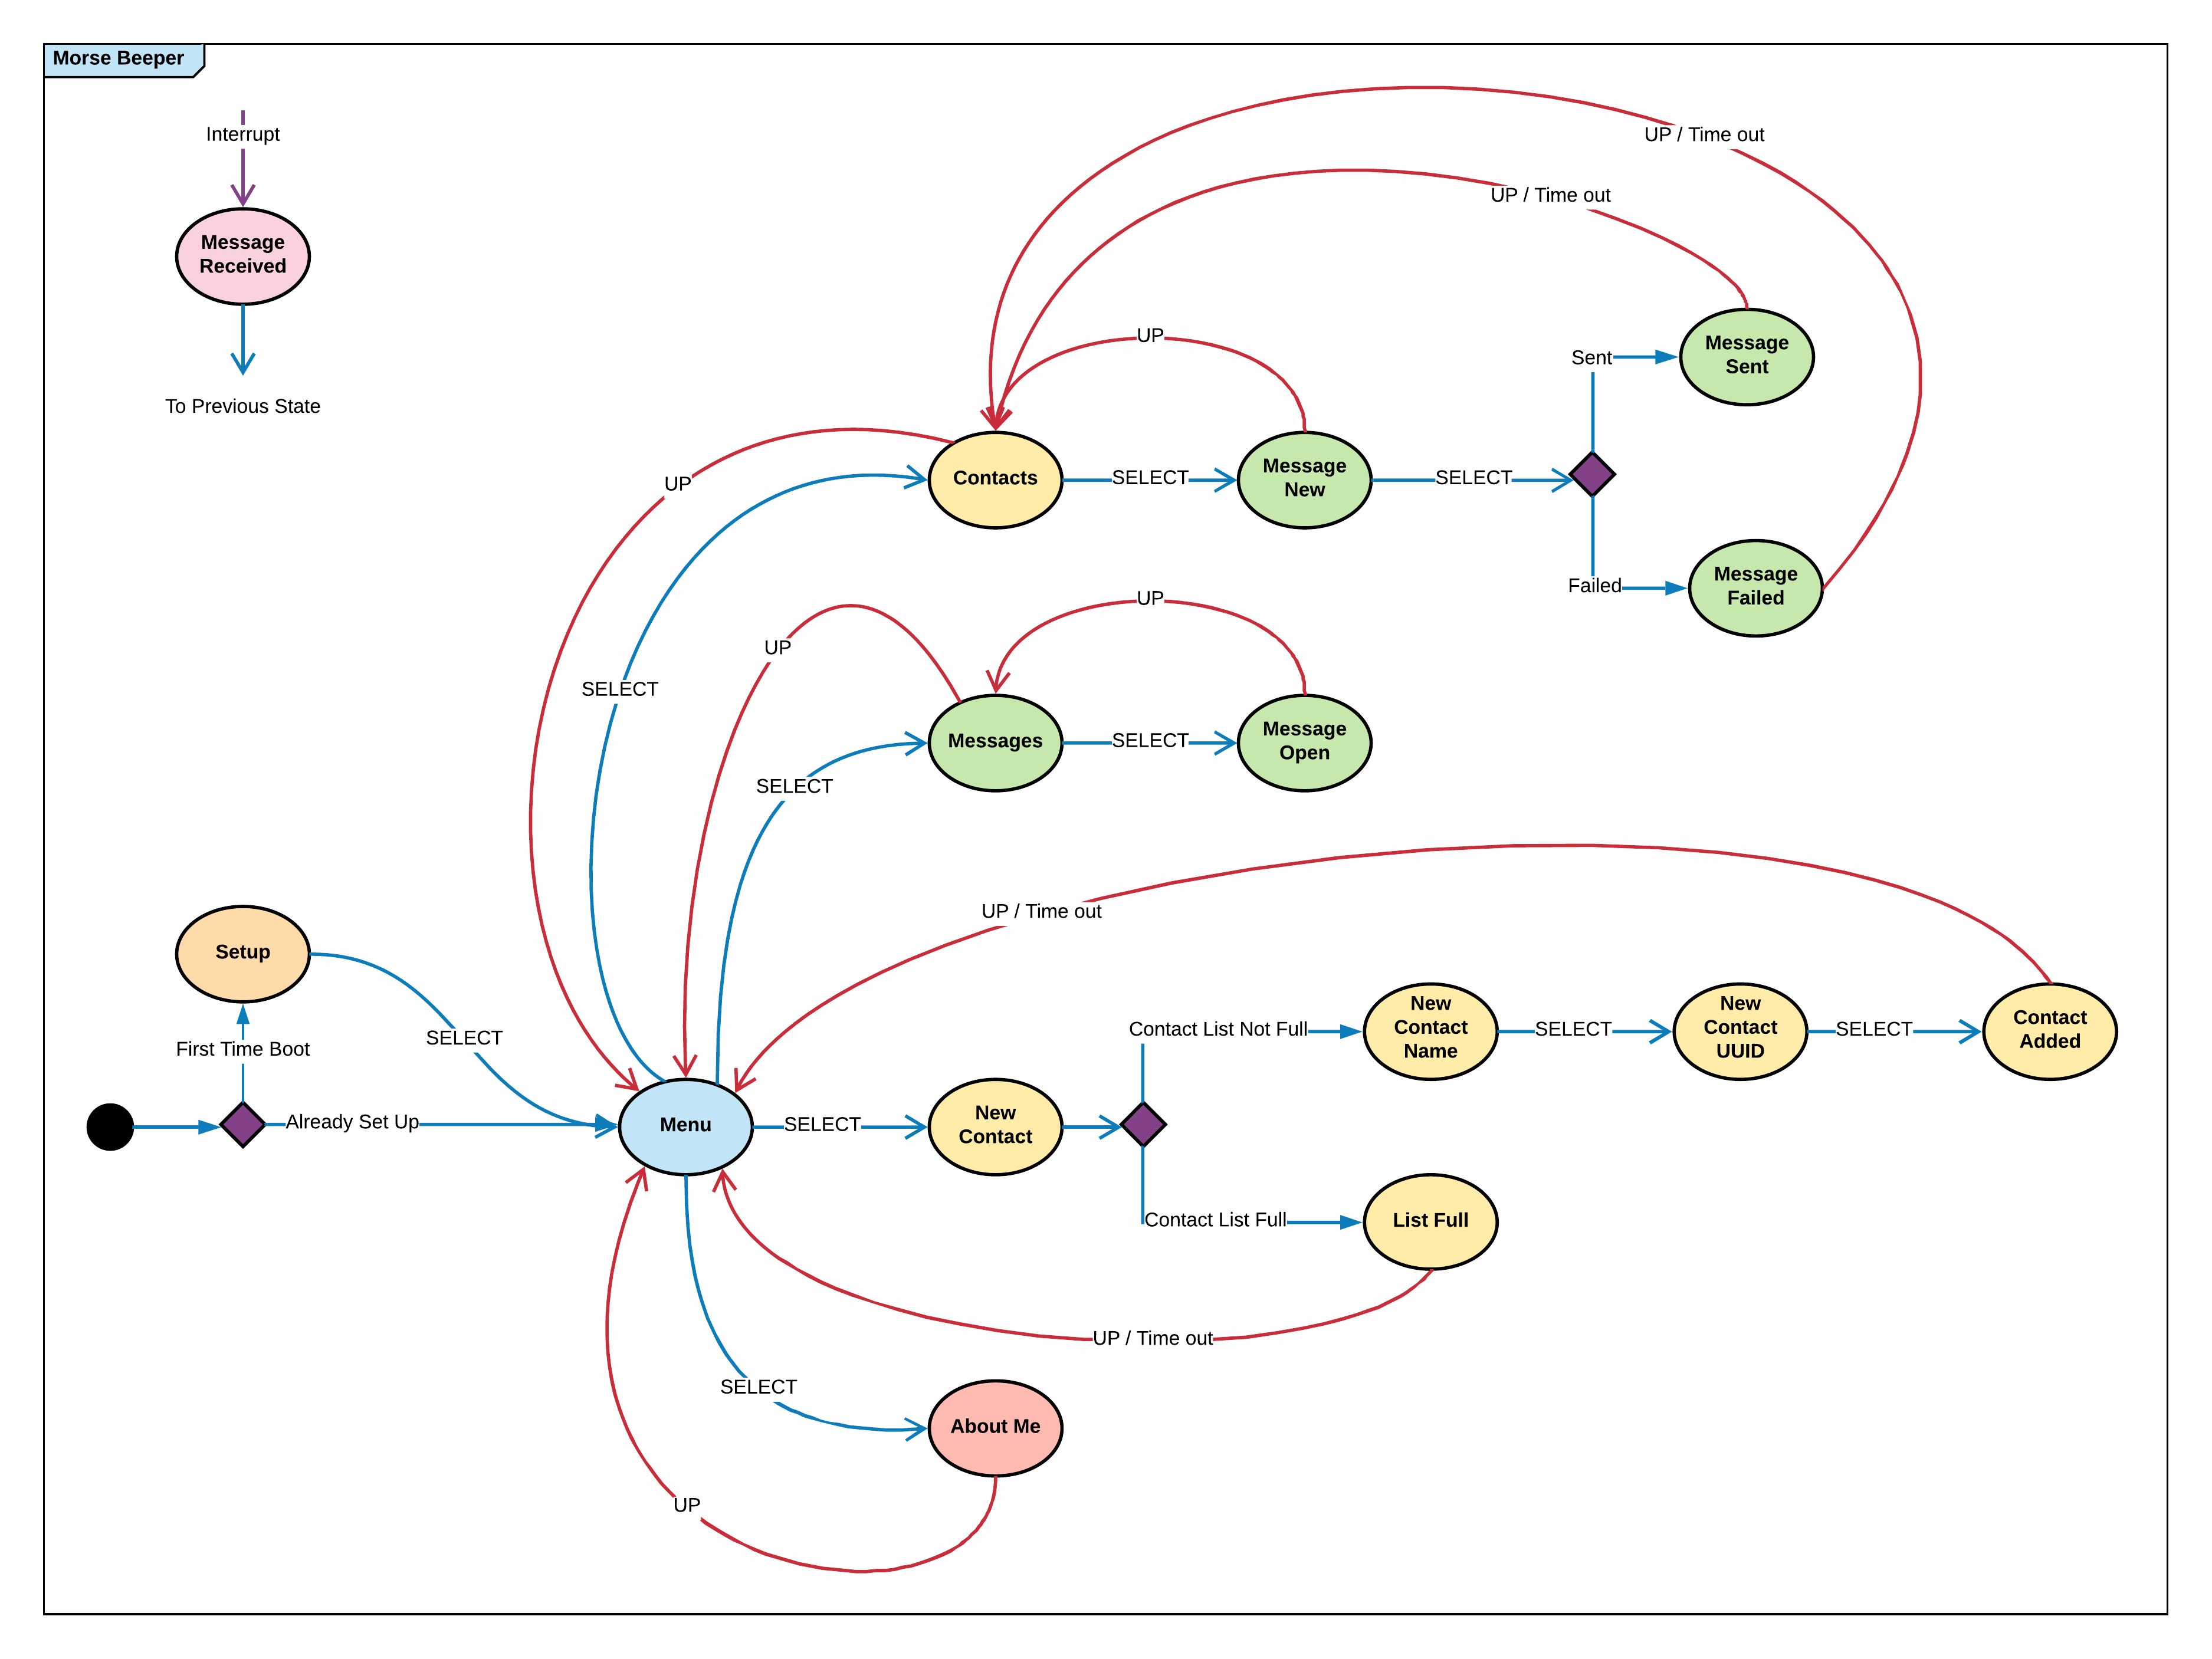 Morse Beeper
Interrupt
Message
Received
To Previous State
UP / Time out
UP / Time out
UP
Sent
Message
Sent
UP
Contacts
SELECT
Message
New
SELECT
Failed
Message
Failed
UP
UP
SELECT
Messages
SELECT
Message
Open
SELECT
UP / Time out
Setup
SELECT
First Time Boot
Already Set Up
Menu
SELECT
New
Contact
Contact List Not Full
New
Contact
Name
SELECT
New
Contact
UUID
SELECT
Contact
Added
Contact List Full
List Full
UP / Time out
SELECT
About Me
UP